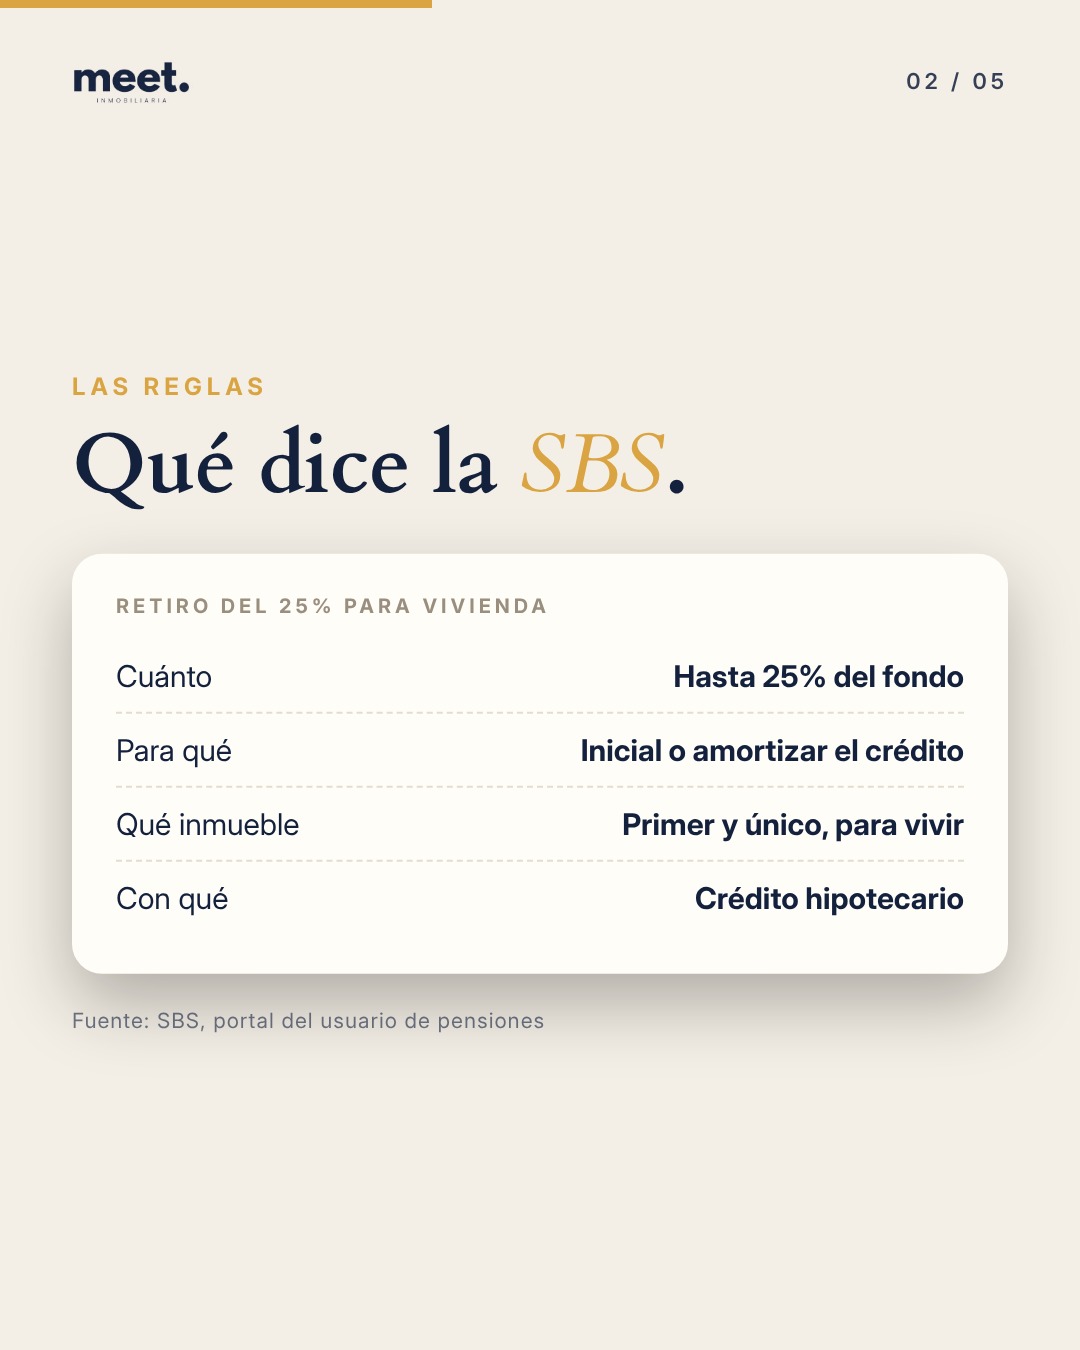 meet.
INMOBILIARIA
02 / 05
LAS REGLAS
Qué dice la SBS.
RETIRO DEL 25% PARA VIVIENDA
Cuánto Hasta 25% del fondo
Para qué Inicial o amortizar el crédito
Qué inmueble Primer y único, para vivir
Con qué Crédito hipotecario
Fuente: SBS, portal del usuario de pensiones